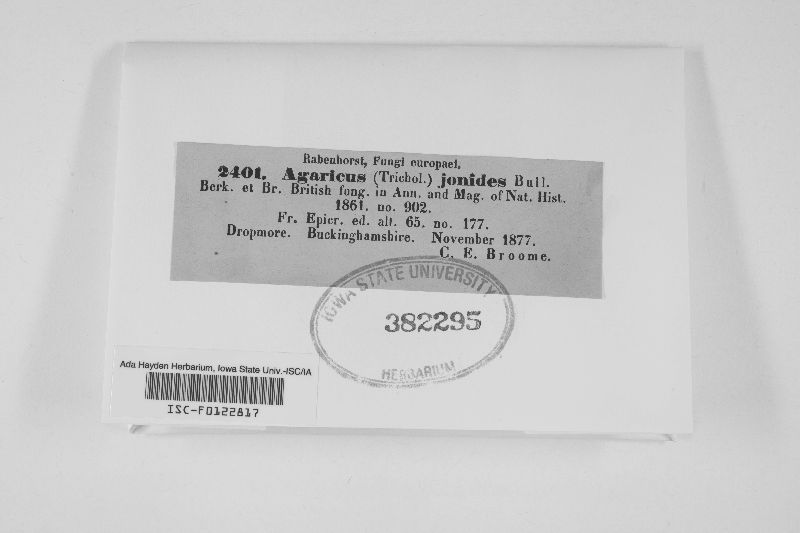 Rabenhorst, Fungi europaei.
2401. Agaricus (Trichol.) jonides Bull.
Berk. et Br. British fung. in Ann. and Mag. of Nat. Hist.
1861. no. 902.
Fr. Epicr. ed. alt. 65. no. 177.
Dropmore. Buckinghamshire. November 1877.
C. E. Broome.
IOWA STATE UNIVERSITY
382295
HERBARIUM
Ada Hayden Herbarium, Iowa State Univ.-ISC/IA
ISC-F0122817